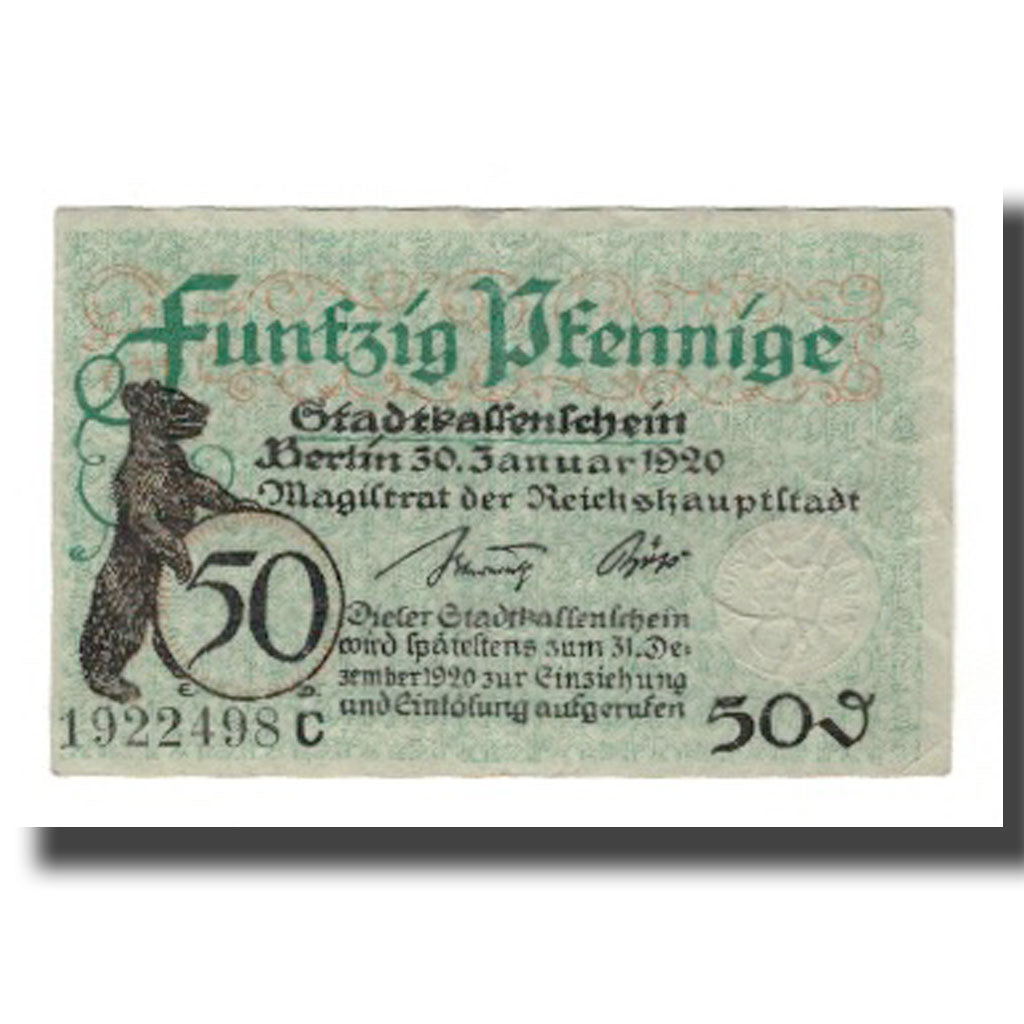 Funfzig Pfennige
Stadtkassenschein
Berlin 30. Januar 1920
Magistrat der Reichshauptstadt
50
Dieser Stadtkassenschein
wird spätestens zum 31. De-
zember 1920 zur Einziehung
und Einlösung aufgerufen
1922498 C
50 ₰